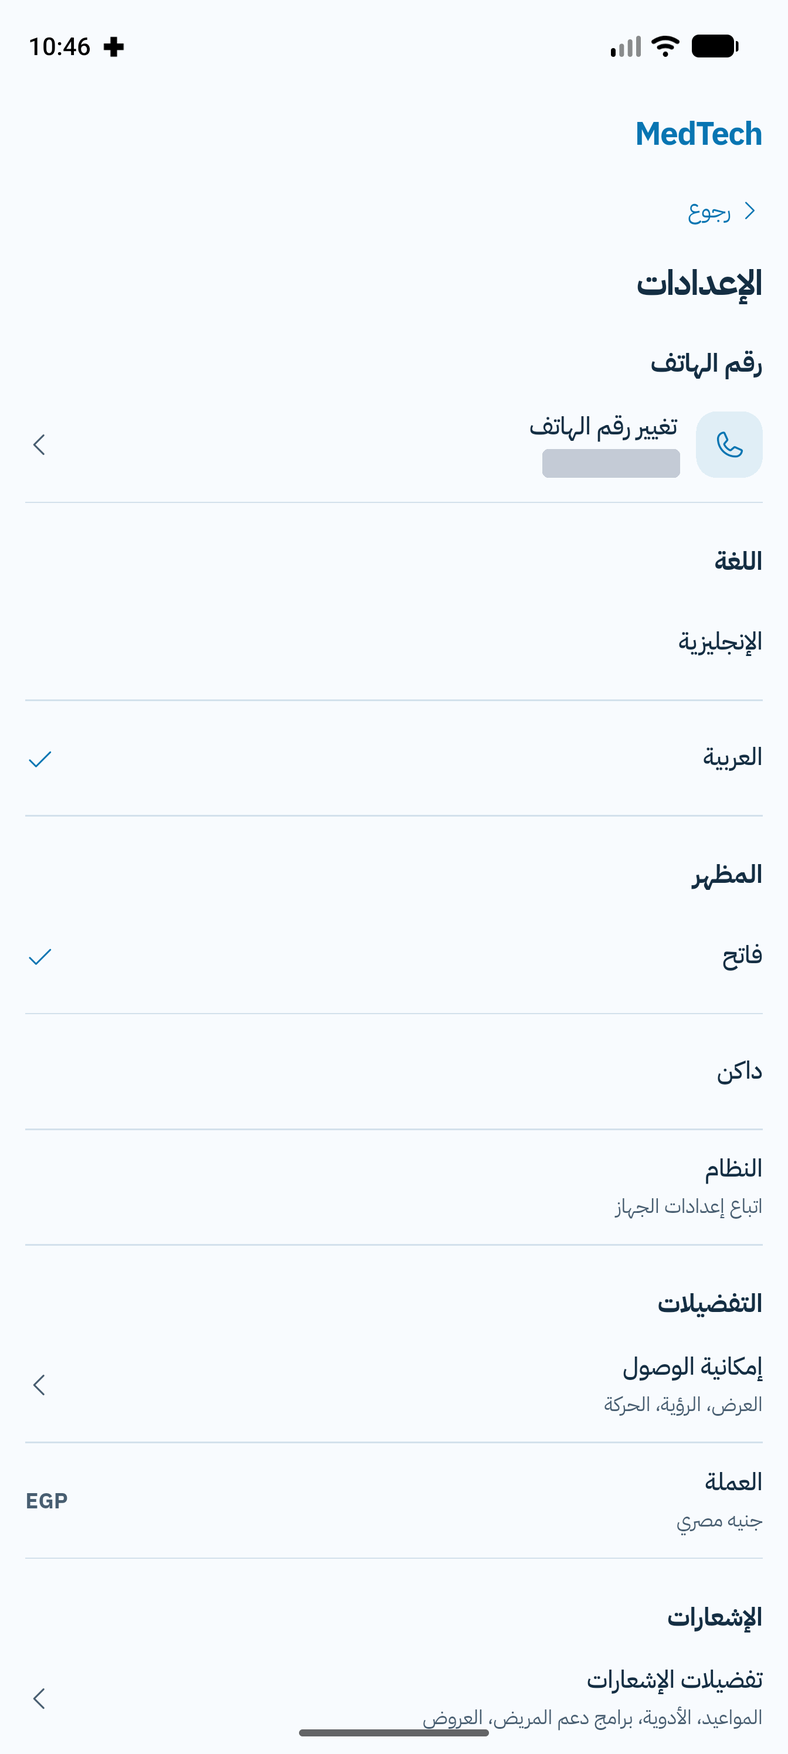 10:46
MedTech
رجوع
الإعدادات
رقم الهاتف
تغيير رقم الهاتف
اللغة
الإنجليزية
العربية
المظهر
فاتح
داكن
النظام
اتباع إعدادات الجهاز
التفضيلات
إمكانية الوصول
العرض، الرؤية، الحركة
العملة
EGP
جنيه مصري
الإشعارات
تفضيلات الإشعارات
المواعيد، الأدوية، برامج دعم المريض، العروض